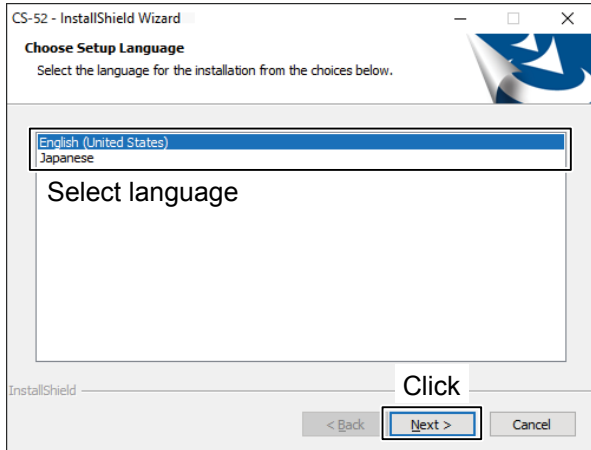 CS-52 - InstallShield Wizard
Choose Setup Language
Select the language for the installation from the choices below.
English (United States)
Japanese
Select language
InstallShield
Click
< Back Next > Cancel